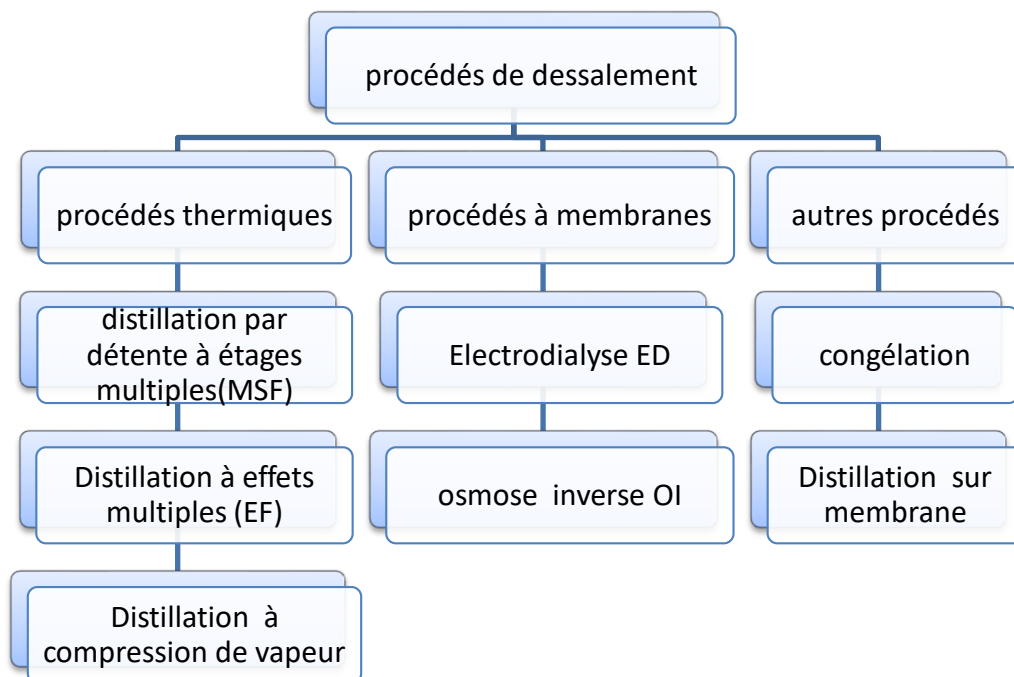 procédés de dessalement
procédés thermiques
procédés à membranes
autres procédés
distillation par
détente à étages
multiples(MSF)
Electrodialyse ED
congélation
Distillation à effets
multiples (EF)
osmose inverse OI
Distillation sur
membrane
Distillation à
compression de vapeur